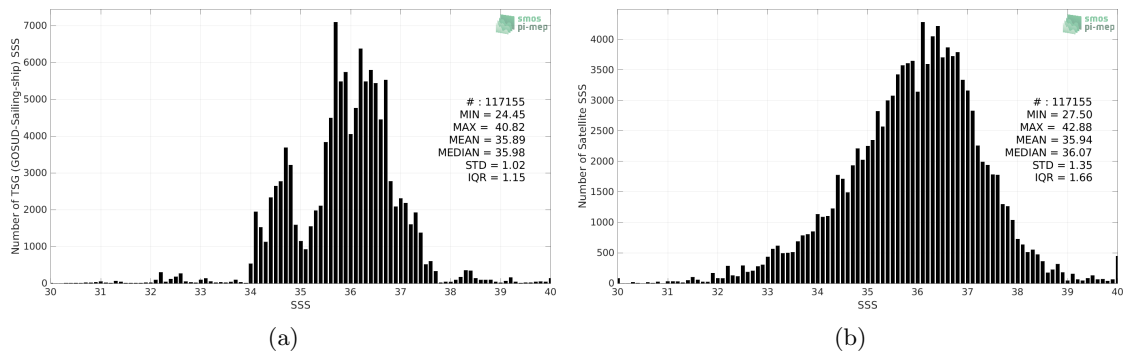 smos
pi-mep
Number of TSG (GOSUD-Sailing-ship) SSS
7000
6000
5000
4000
3000
2000
1000
0
# : 117155
MIN = 24.45
MAX = 40.82
MEAN = 35.89
MEDIAN = 35.98
STD = 1.02
IQR = 1.15
30 31 32 33 34 35 36 37 38 39 40
SSS
(a)
smos
pi-mep
Number of Satellite SSS
4000
3500
3000
2500
2000
1500
1000
500
0
# : 117155
MIN = 27.50
MAX = 42.88
MEAN = 35.94
MEDIAN = 36.07
STD = 1.35
IQR = 1.66
30 31 32 33 34 35 36 37 38 39 40
SSS
(b)